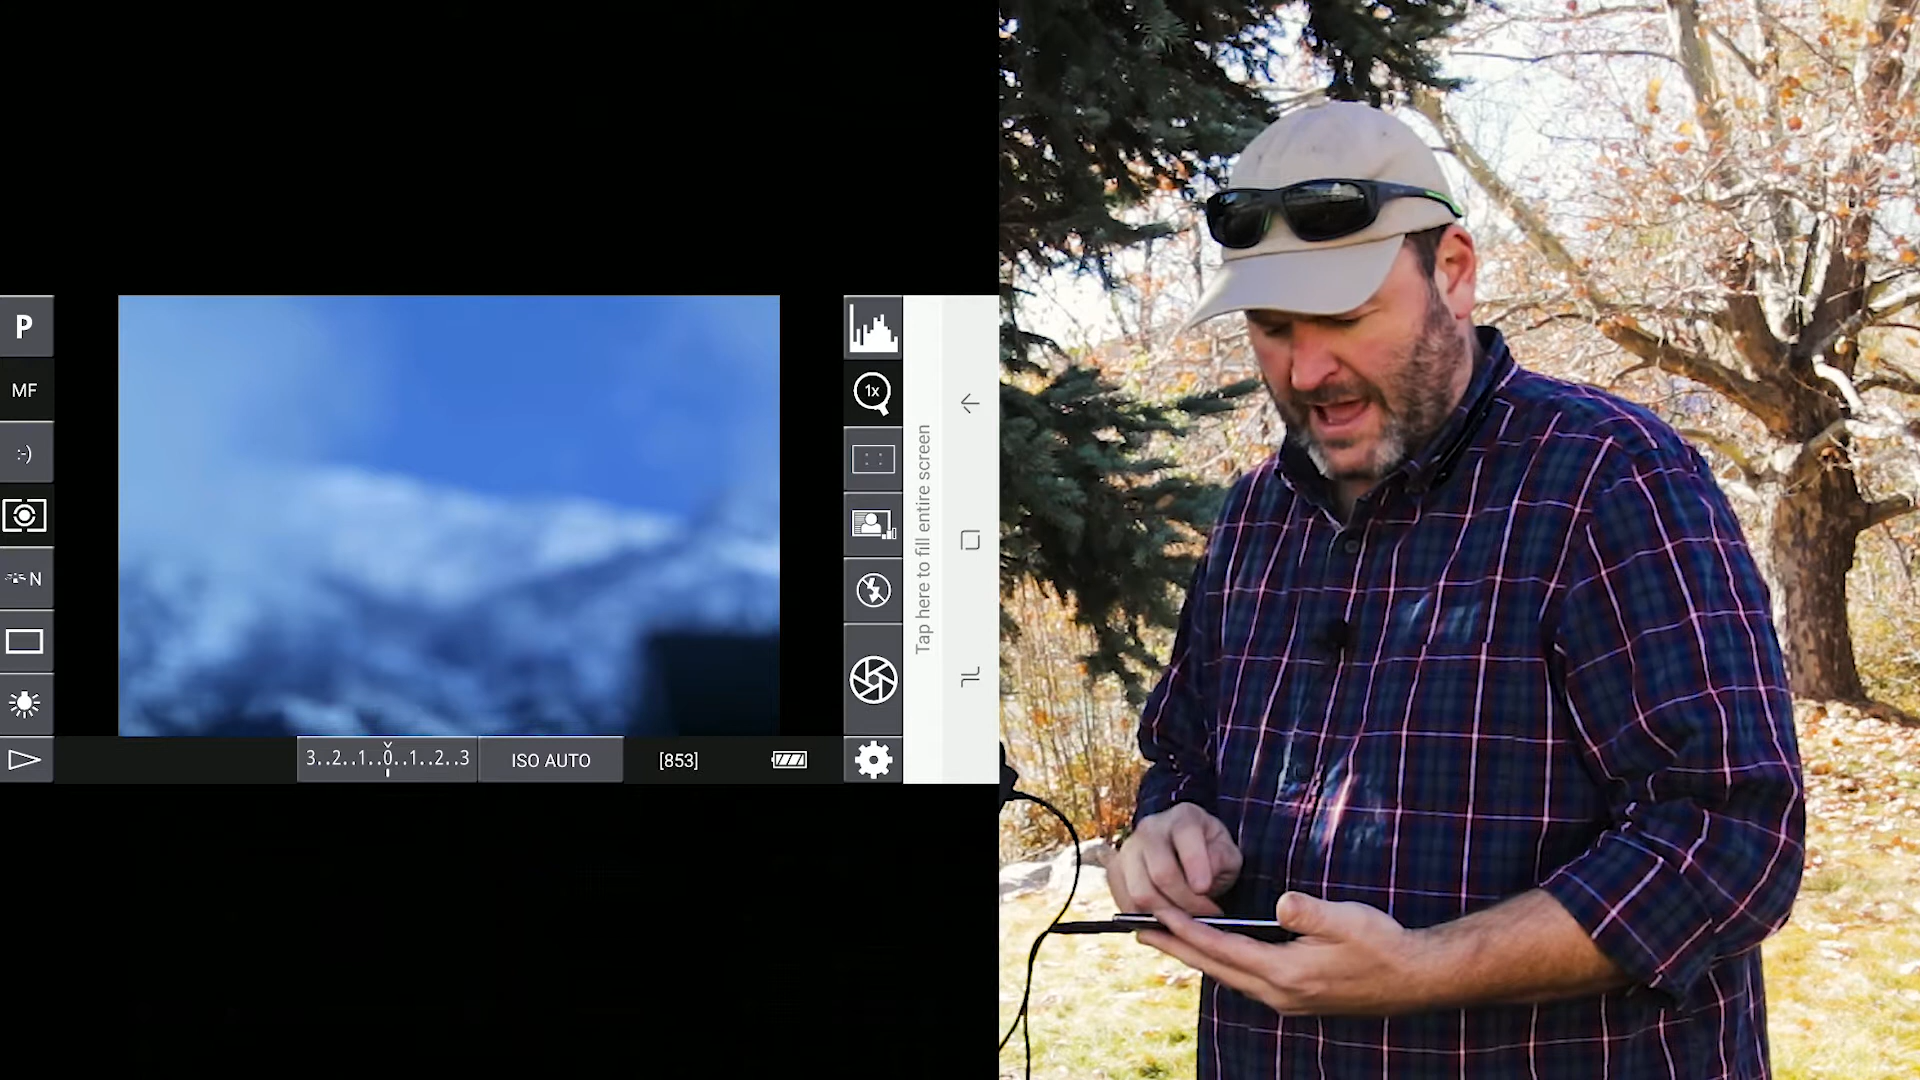 P
MF
:-)
N
3..2..1..0..1..2..3
ISO AUTO
[853]
1x
Tap here to fill entire screen